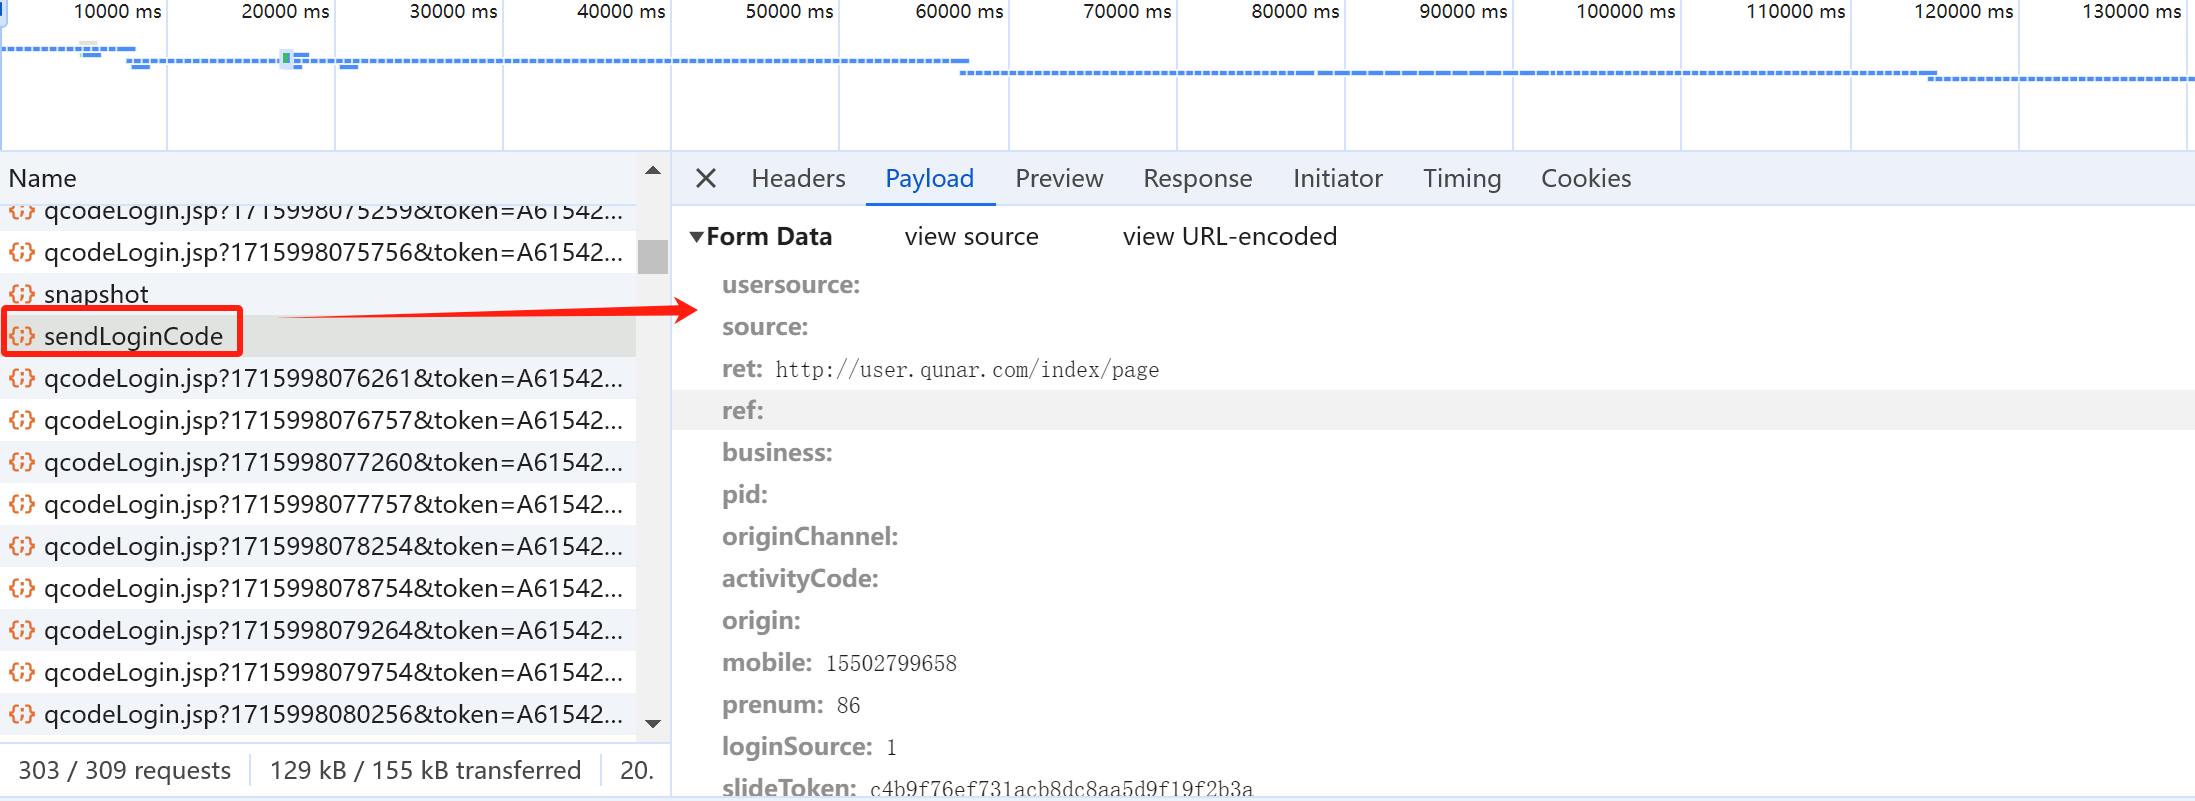 10000 ms 20000 ms 30000 ms 40000 ms 50000 ms 60000 ms 70000 ms 80000 ms 90000 ms 100000 ms 110000 ms 120000 ms 130000 ms
Name
qcodeLogin.jsp?1715998075259&token=A61542...
qcodeLogin.jsp?1715998075756&token=A61542...
snapshot
sendLoginCode
qcodeLogin.jsp?1715998076261&token=A61542...
qcodeLogin.jsp?1715998076757&token=A61542...
qcodeLogin.jsp?1715998077260&token=A61542...
qcodeLogin.jsp?1715998077757&token=A61542...
qcodeLogin.jsp?1715998078254&token=A61542...
qcodeLogin.jsp?1715998078754&token=A61542...
qcodeLogin.jsp?1715998079264&token=A61542...
qcodeLogin.jsp?1715998079754&token=A61542...
qcodeLogin.jsp?1715998080256&token=A61542...
303 / 309 requests 129 kB / 155 kB transferred 20.
Headers Payload Preview Response Initiator Timing Cookies
Form Data view source view URL-encoded
usersource:
source:
ret: http://user.qunar.com/index/page
ref:
business:
pid:
originChannel:
activityCode:
origin:
mobile: 15502799658
prenum: 86
loginSource: 1
slideToken: c4b9f76ef731acb8dc8aa5d9f19f2b3a